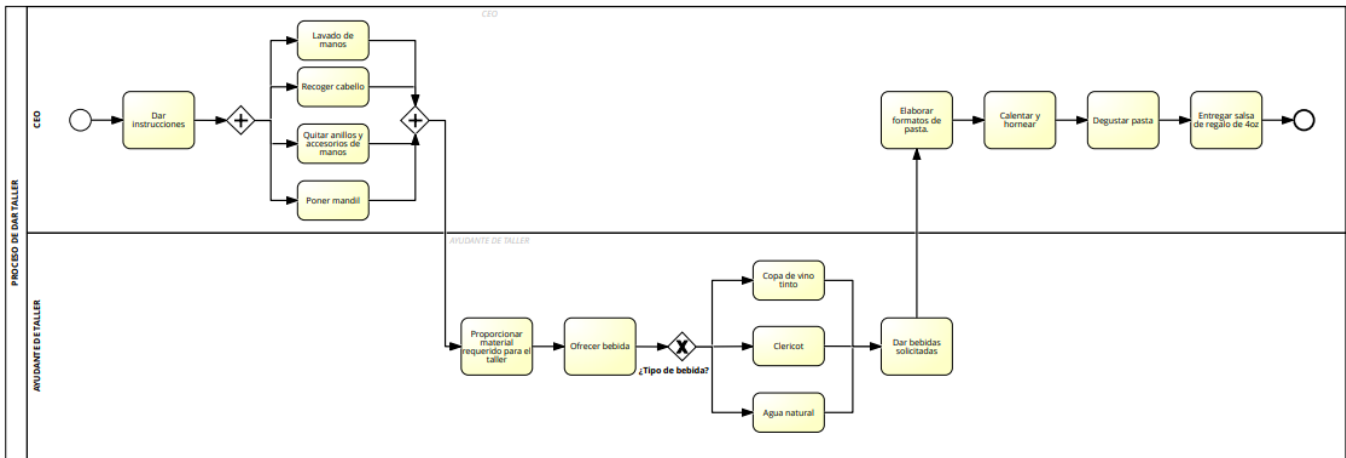 CEO
PROCESO DE DAR TALLER
CEO
Dar
instrucciones
Lavado de
manos
Recoger cabello
Quitar anillos y
accesorios de
manos
Poner mandil
Elaborar
formatos de
pasta.
Calentar y
hornear
Degustar pasta
Entregar salsa
de regalo de 4oz
AYUDANTE DE TALLER
AYUDANTE DE TALLER
Proporcionar
material
requerido para el
taller
Ofrecer bebida
¿Tipo de bebida?
Copa de vino
tinto
Clericot
Agua natural
Dar bebidas
solicitadas